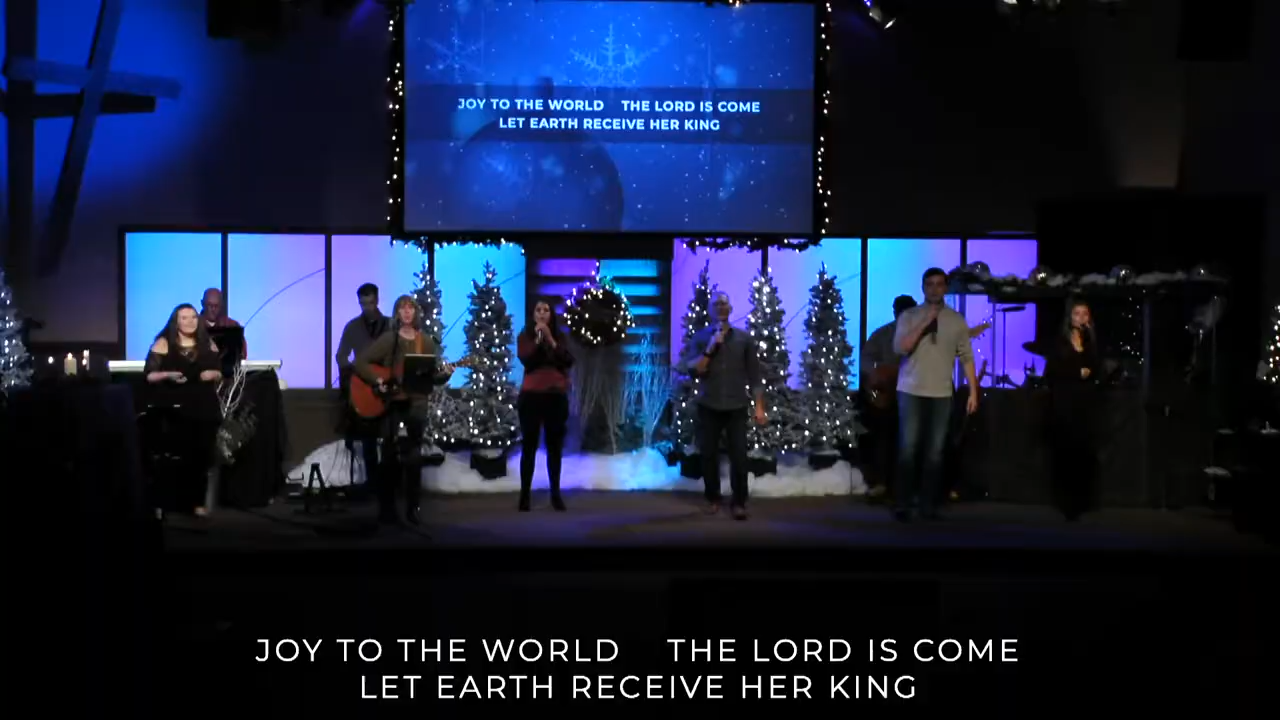 JOY TO THE WORLD    THE LORD IS COME
LET EARTH RECEIVE HER KING
JOY TO THE WORLD    THE LORD IS COME
LET EARTH RECEIVE HER KING